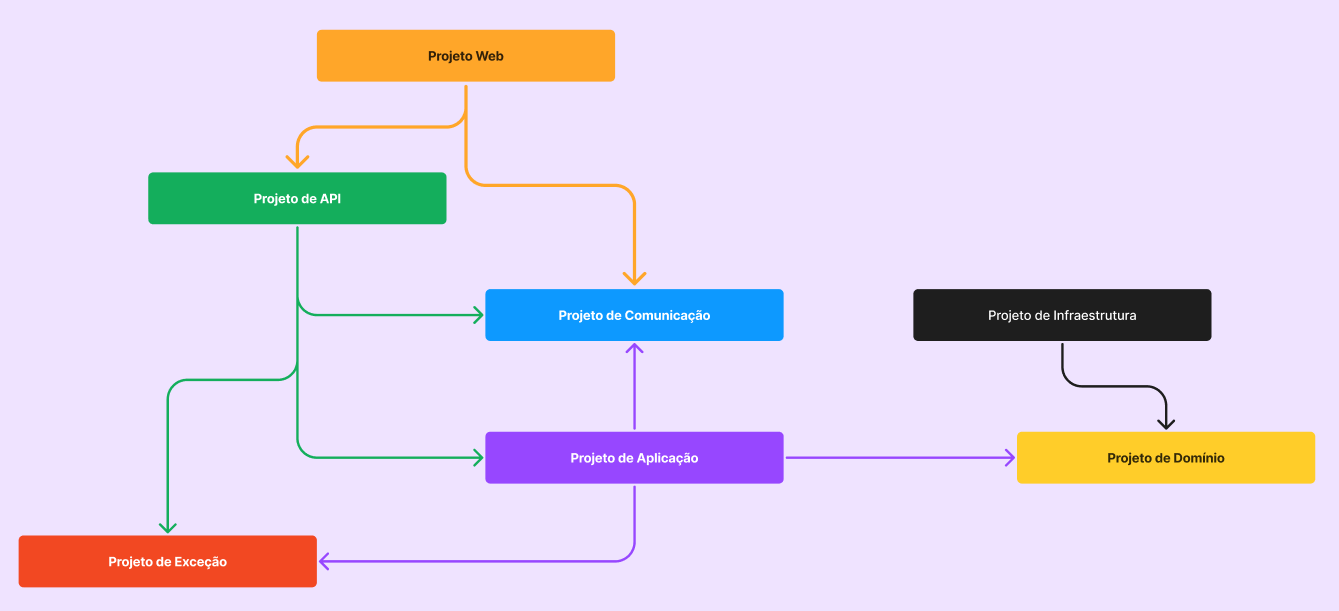 Projeto Web
Projeto de API
Projeto de Comunicação
Projeto de Infraestrutura
Projeto de Aplicação
Projeto de Domínio
Projeto de Exceção